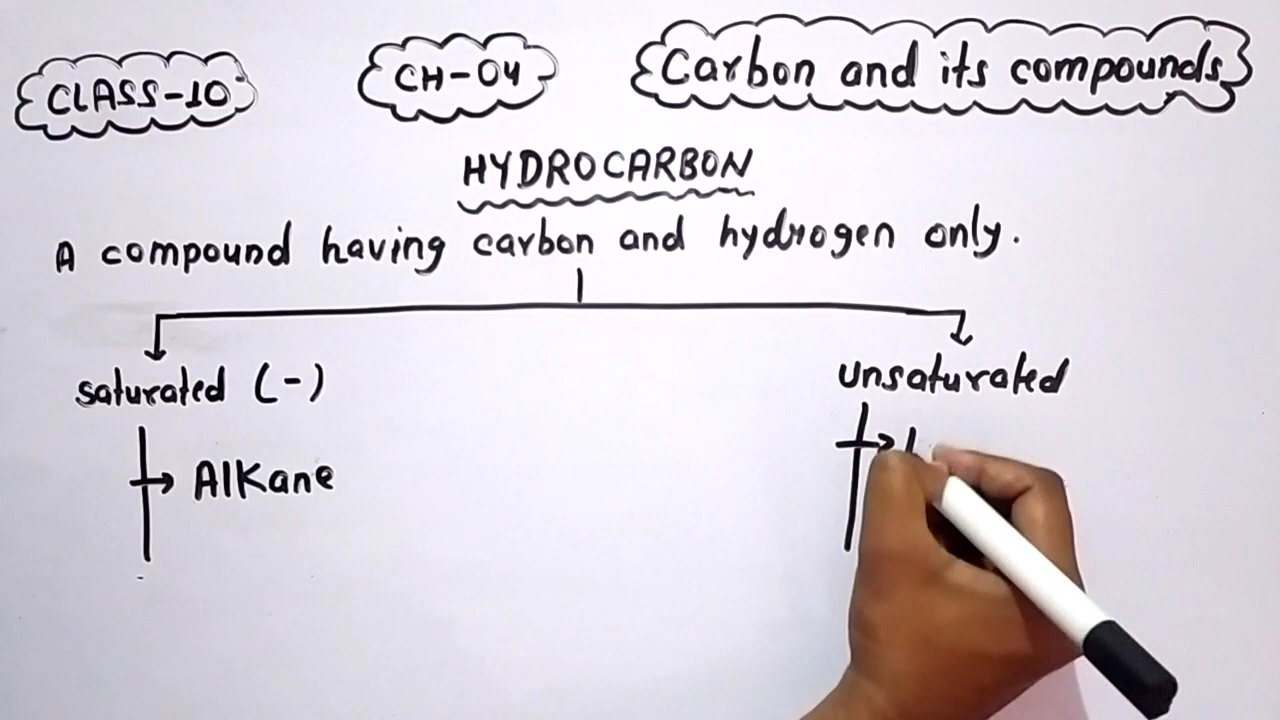 CLASS-10
CH-04
Carbon and its compounds
HYDROCARBON
A compound having carbon and hydrogen only.
saturated (-)
unsaturated
Alkane